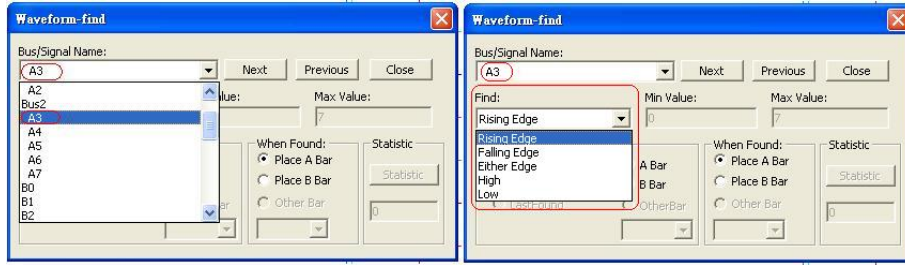 Waveform-find
Bus/Signal Name:
A3
Next
Previous
Close
A2
Bus2
A3
A4
A5
A6
A7
B0
B1
B2
Max Value:
7
When Found:
Place A Bar
Place B Bar
Other Bar
Statistic
Statistic
0
Waveform-find
Bus/Signal Name:
A3
Next
Previous
Close
Find:
Min Value:
Max Value:
Rising Edge
0
7
Rising Edge
Falling Edge
Either Edge
High
Low
A Bar
B Bar
LastFound
OtherBar
When Found:
Place A Bar
Place B Bar
Other Bar
Statistic
Statistic
0